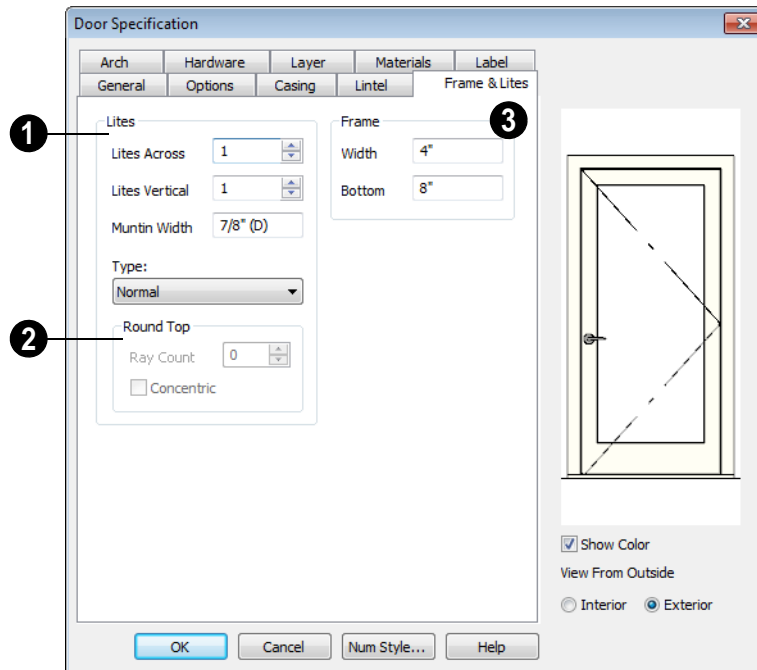 Door Specification
Arch Hardware Layer Materials Label
General Options Casing Lintel Frame & Lites
1 Lites Frame 3
Lites Across 1 Width 4"
Lites Vertical 1 Bottom 8"
Muntin Width 7/8" (D)
Type:
Normal
2 Round Top
Ray Count 0
Concentric
Show Color
View From Outside
Interior Exterior
OK Cancel Num Style... Help